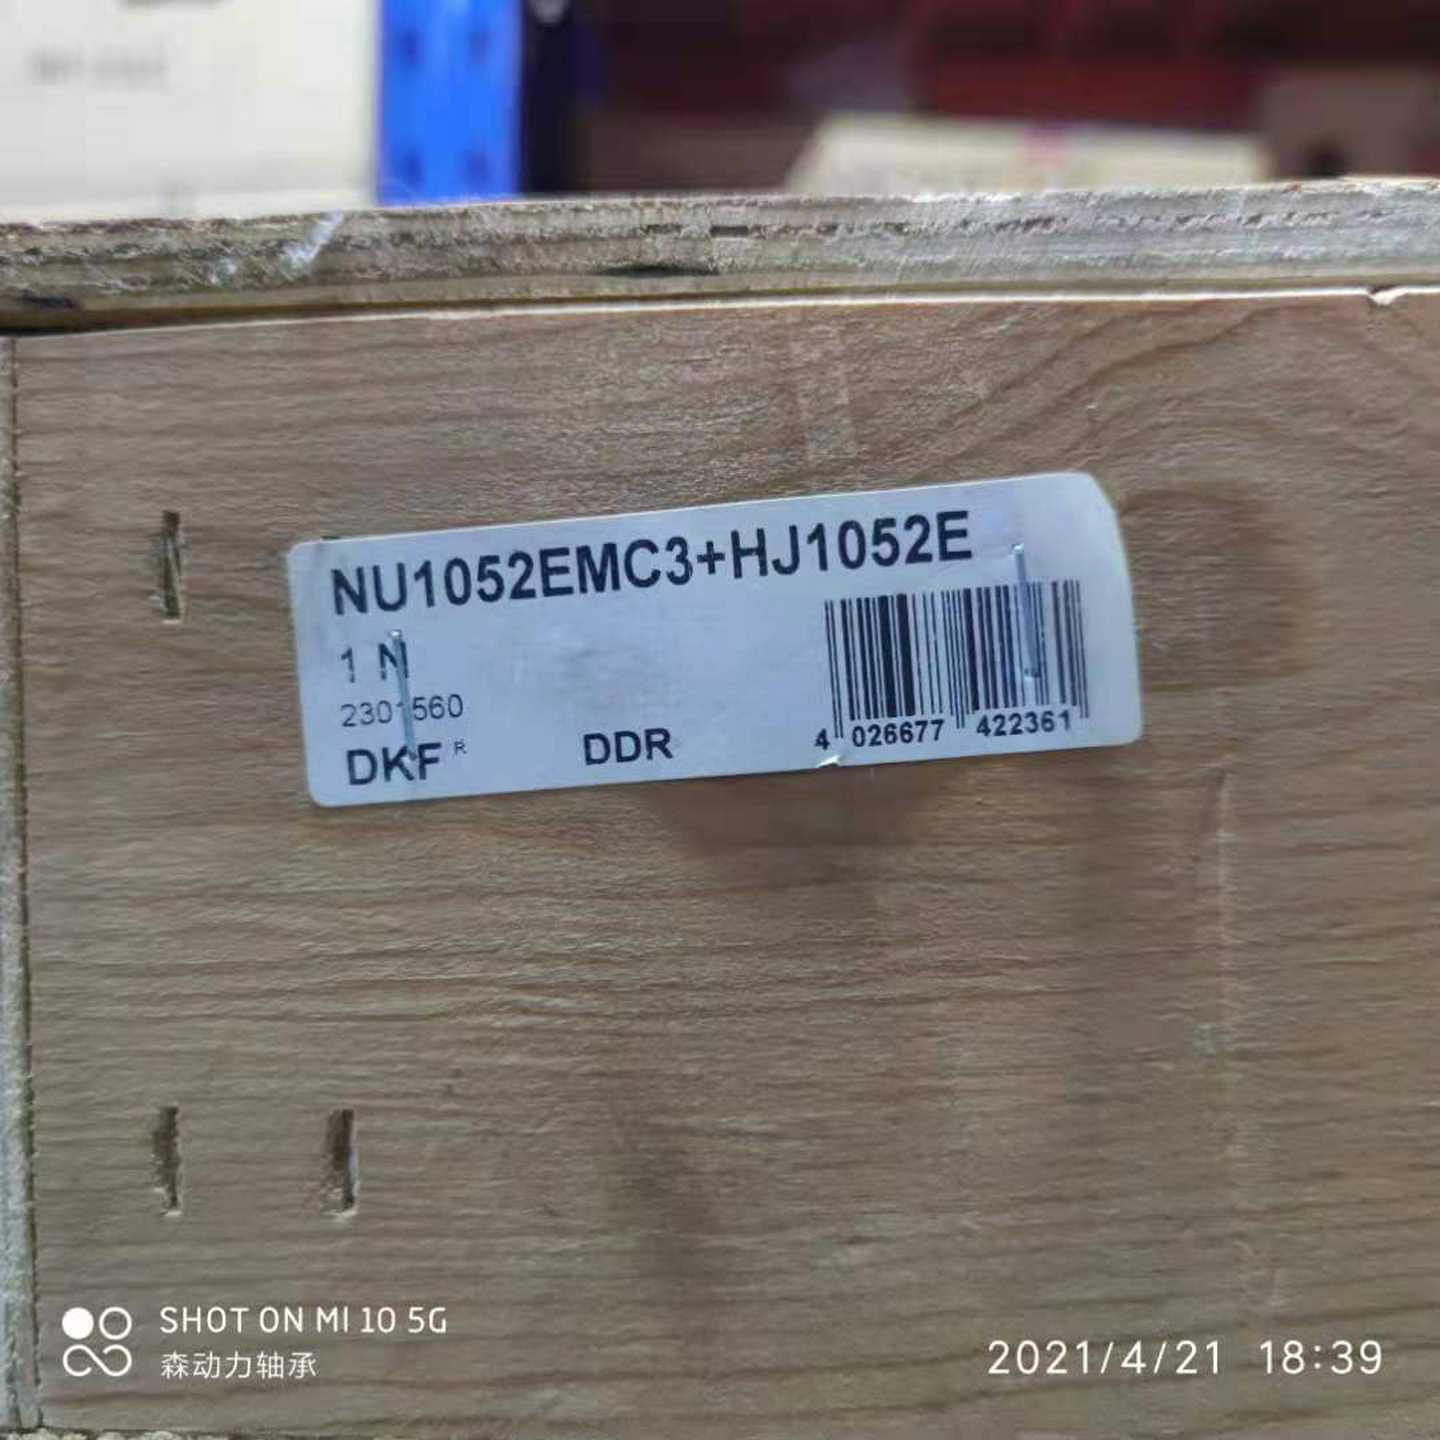 NU1052EMC3+HJ1052E
1 N
2301560
DKF R
DDR
4 026677 422361
SHOT ON MI 10 5G
森动力轴承
2021/4/21 18:39